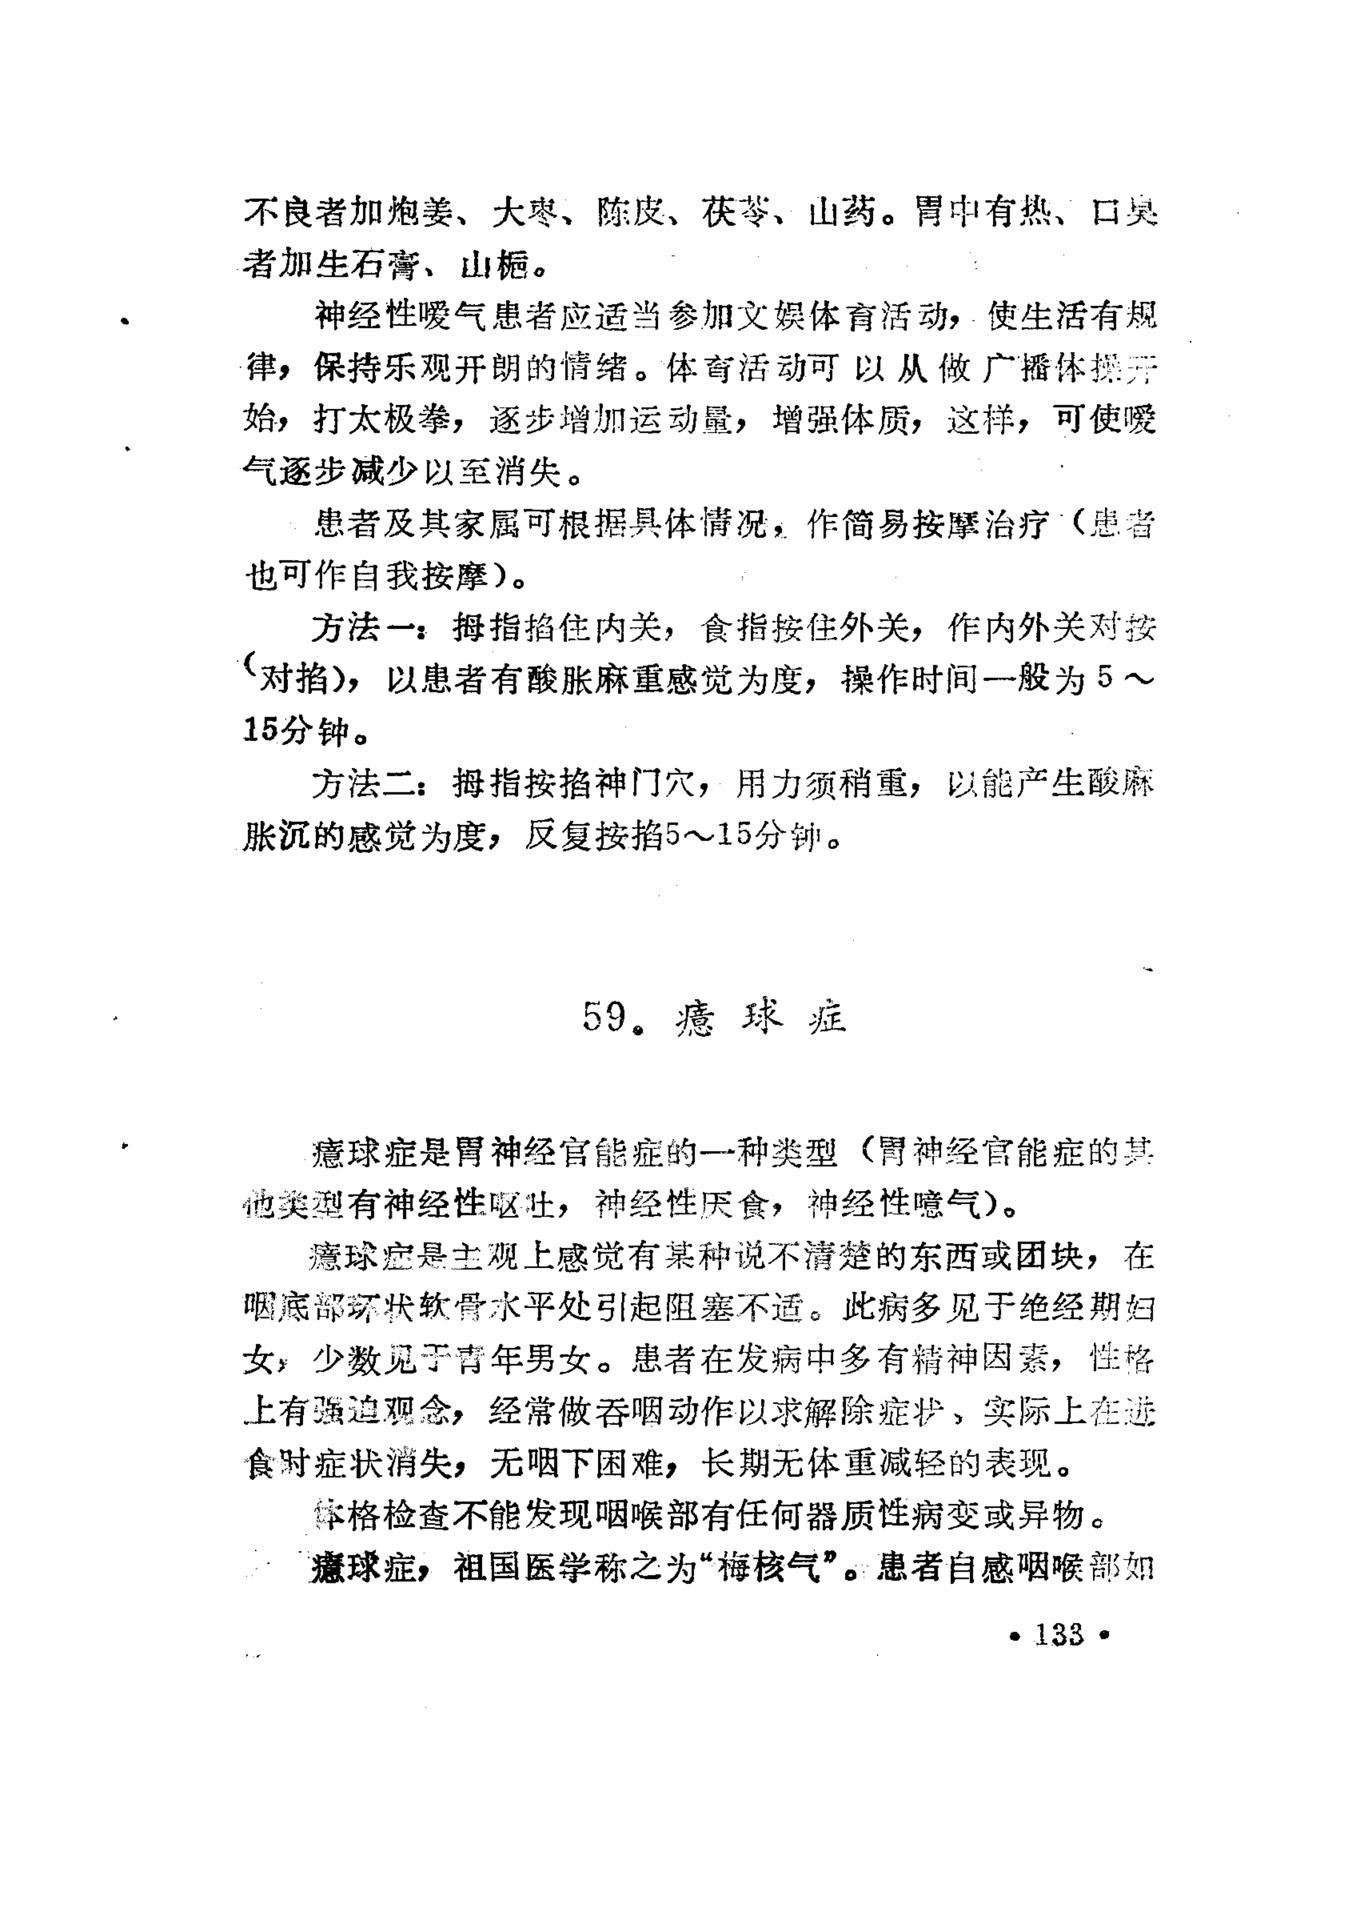 不良者加炮姜、大枣、陈皮、茯苓、山药。胃中有热、口臭
者加生石膏、山栀。
神经性嗳气患者应适当参加文娱体育活动，使生活有规
律，保持乐观开朗的情绪。体育活动可以从做广播体操开
始，打太极拳，逐步增加运动量，增强体质，这样，可使嗳
气逐步减少以至消失。
患者及其家属可根据具体情况，作简易按摩治疗（患者
也可作自我按摩）。
方法一：拇指掐住内关，食指按住外关，作内外关对按
（对掐），以患者有酸胀麻重感觉为度，操作时间一般为5～
15分钟。
方法二：拇指按掐神门穴，用力须稍重，以能产生酸麻
胀沉的感觉为度，反复按掐5～15分钟。
59．癔球症
癔球症是胃神经官能症的一种类型（胃神经官能症的其
他类型有神经性呕吐，神经性厌食，神经性噫气）。
癔球症是主观上感觉有某种说不清楚的东西或团块，在
咽底部环状软骨水平处引起阻塞不适。此病多见于绝经期妇
女，少数见于青年男女。患者在发病中多有精神因素，性格
上有强迫观念，经常做吞咽动作以求解除症状、实际上在进
食时症状消失，无咽下困难，长期无体重减轻的表现。
体格检查不能发现咽喉部有任何器质性病变或异物。
癔球症，祖国医学称之为“梅核气”。患者自感咽喉部如
• 133 •